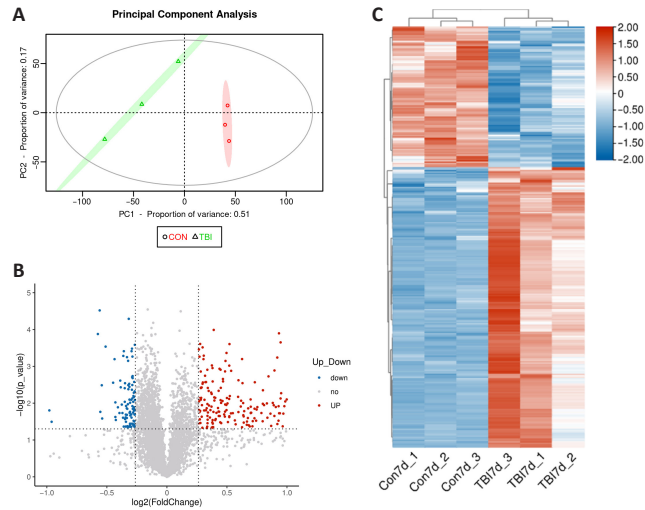 A
Principal Component Analysis
PC2 - Proportion of variance: 0.17
50
0
−50
−100
−50
0
50
100
PC1 - Proportion of variance: 0.51
CON TBI
B
−log10(p_value)
5
4
3
2
1
0
−1.0
−0.5
0.0
0.5
1.0
log2(FoldChange)
Up_Down
down
no
UP
C
2.00
1.50
1.00
0.50
0
−0.50
−1.00
−1.50
−2.00
Con7d_1
Con7d_2
Con7d_3
TBI7d_3
TBI7d_1
TBI7d_2